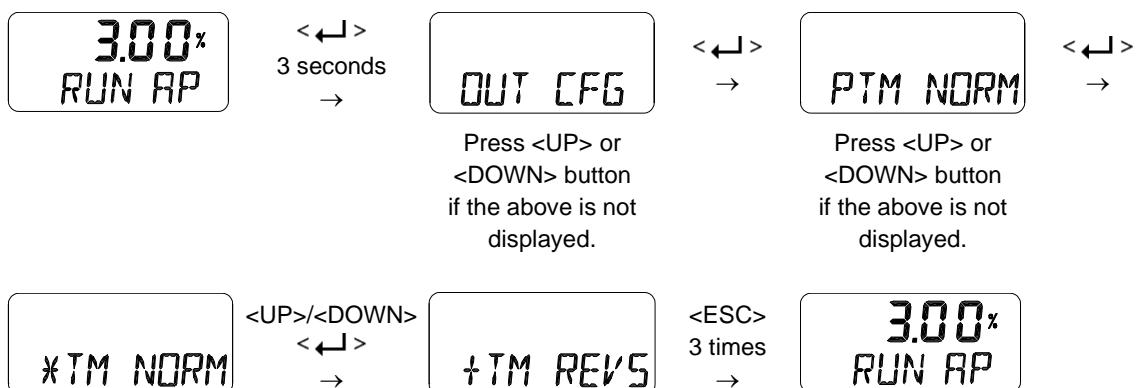 3.00%
RUN AP
<↵>
3 seconds
→
OUT CFG
Press <UP> or
<DOWN> button
if the above is not
displayed.
<↵>
→
PTM NORM
Press <UP> or
<DOWN> button
if the above is not
displayed.
<↵>
→
*TM NORM
<UP>/<DOWN>
<↵>
→
+TM REVS
<ESC>
3 times
→
3.00%
RUN AP